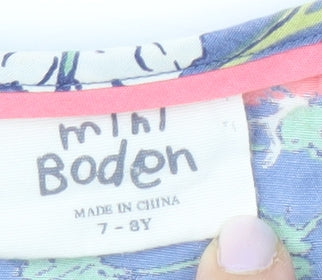 mini
Boden
MADE IN CHINA
7 - 8Y